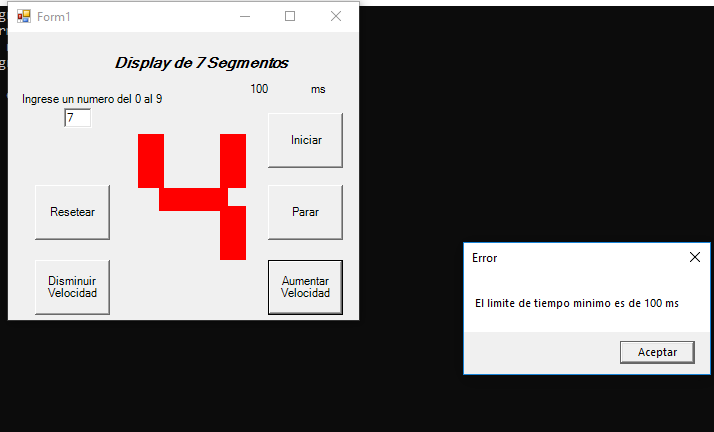 Form1
Display de 7 Segmentos
100 ms
Ingrese un numero del 0 al 9
7
Iniciar
4
Resetear
Parar
Disminuir
Velocidad
Aumentar
Velocidad
Error
El limite de tiempo minimo es de 100 ms
Aceptar